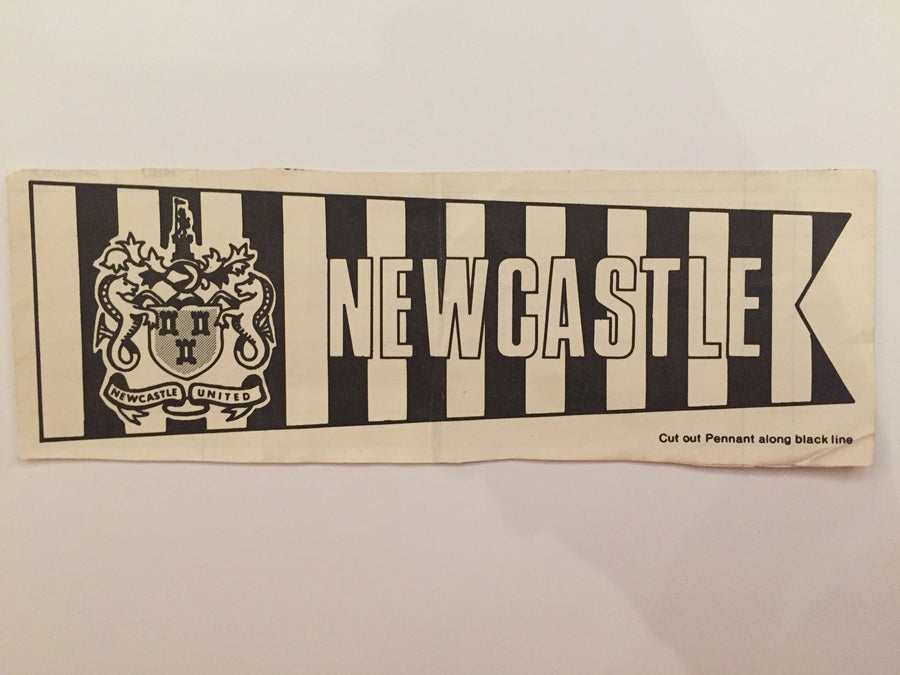 NEWCASTLE
NEWCASTLE UNITED
Cut out Pennant along black line